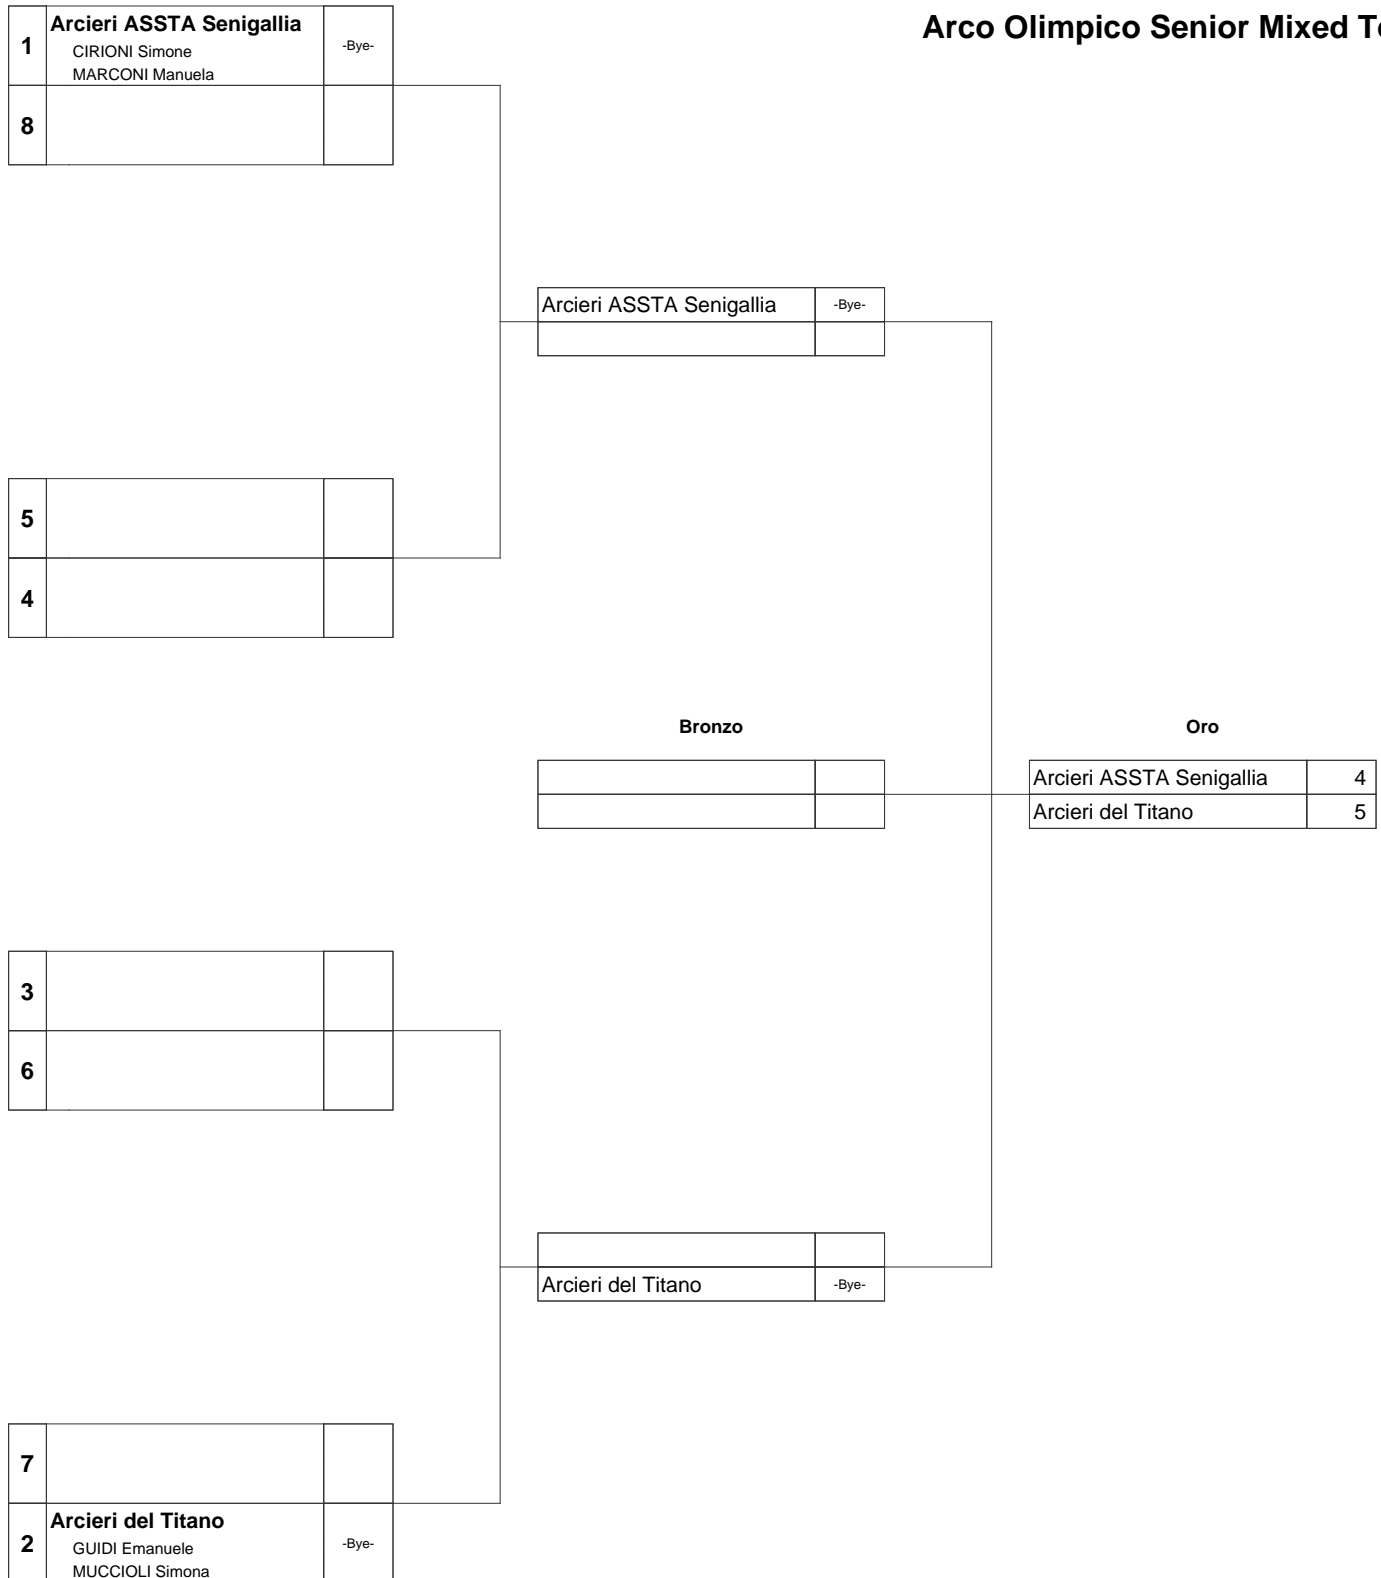 Arco Olimpico Senior Mixed
1
Arcieri ASSTA Senigallia
-Bye-
CIRIONI Simone
MARCONI Manuela
8
Arcieri ASSTA Senigallia
-Bye-
5
4
Bronzo
Oro
Arcieri ASSTA Senigallia
4
Arcieri del Titano
5
3
6
Arcieri del Titano
-Bye-
7
2
Arcieri del Titano
-Bye-
GUIDI Emanuele
MUCCIOLI Simona